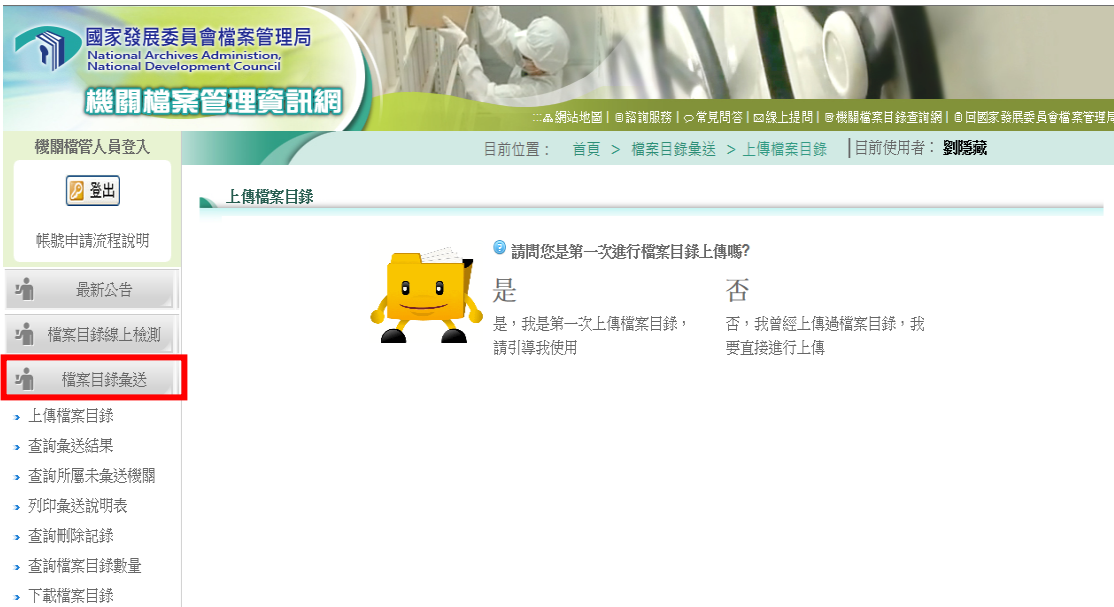 國家發展委員會檔案管理局
National Archives Administion,
National Development Council
機關檔案管理資訊網
:::網站地圖|諮詢服務|常見問答|線上提問|機關檔案目錄查詢網|回國家發展委員會檔案管理局
機關檔管人員登入
目前位置： 首頁 > 檔案目錄彙送 > 上傳檔案目錄 |目前使用者： 劉隱藏
登出
帳號申請流程說明
上傳檔案目錄
請問您是第一次進行檔案目錄上傳嗎?
是
否
是，我是第一次上傳檔案目錄，
請引導我使用
否，我曾經上傳過檔案目錄，我
要直接進行上傳
最新公告
檔案目錄線上檢測
檔案目錄彙送
上傳檔案目錄
查詢彙送結果
查詢所屬未彙送機關
列印彙送說明表
查詢刪除記錄
查詢檔案目錄數量
下載檔案目錄